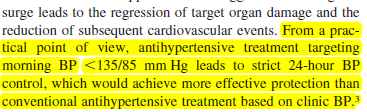 surge leads to the regression of target organ damage and the
reduction of subsequent cardiovascular events. From a prac-
tical point of view, antihypertensive treatment targeting
morning BP <135/85 mm Hg leads to strict 24-hour BP
control, which would achieve more effective protection than
conventional antihypertensive treatment based on clinic BP.³